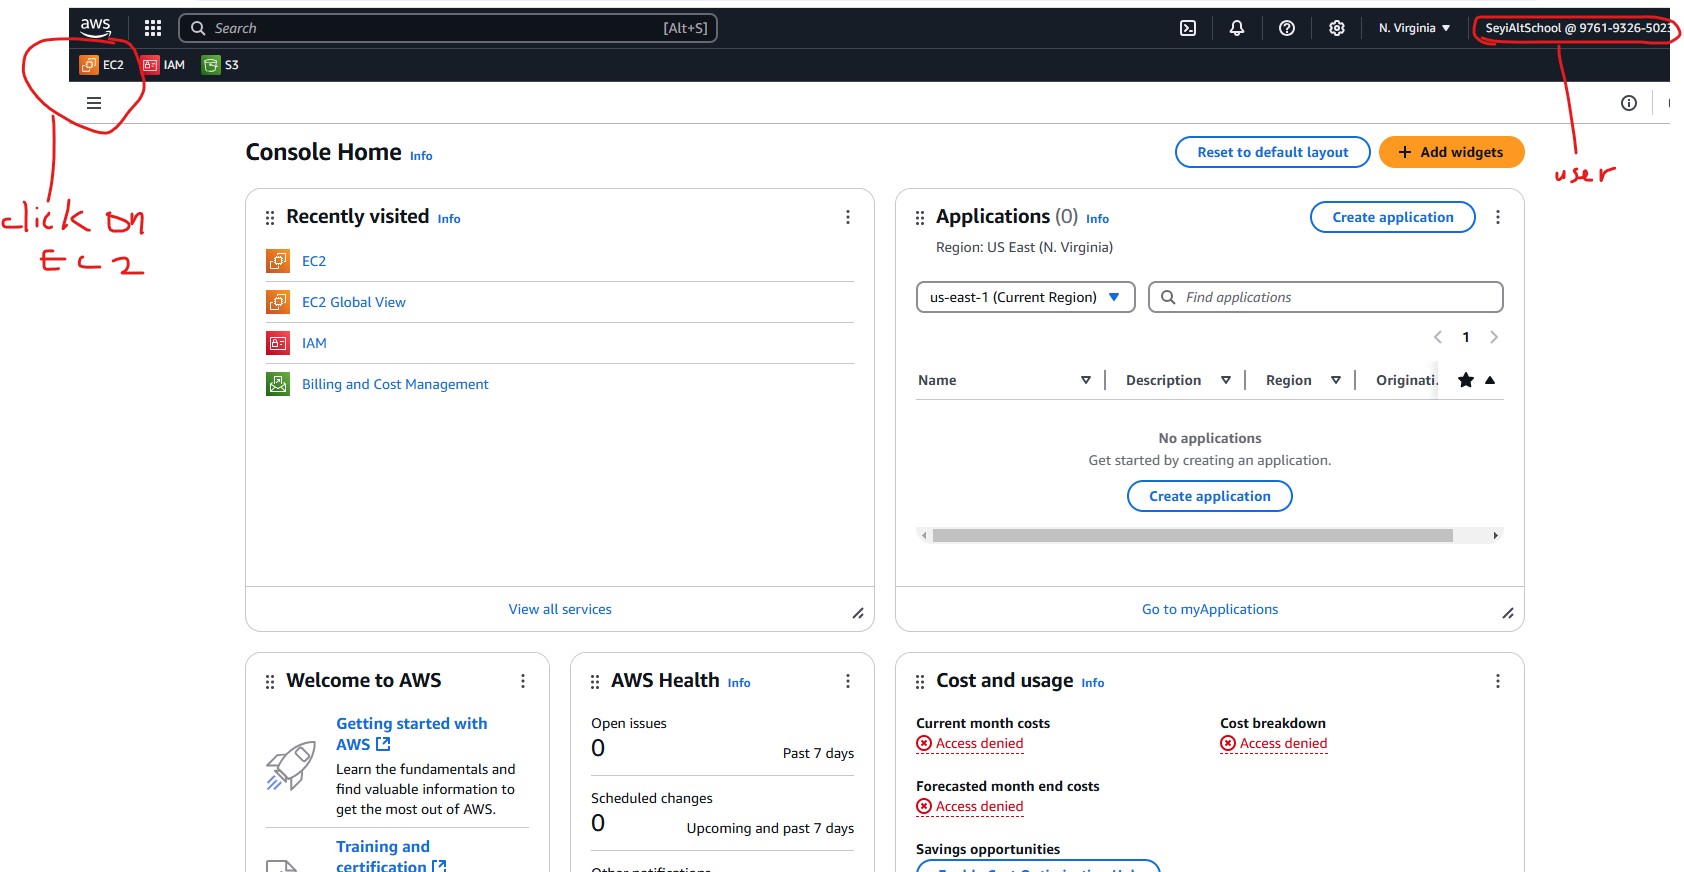 aws
Search
[Alt+S]
N. Virginia
SeyiAltSchool @ 9761-9326-5023
EC2
IAM
S3
user
click on
EC2
Console Home Info
Reset to default layout
+ Add widgets
Recently visited Info
EC2
EC2 Global View
IAM
Billing and Cost Management
View all services
Applications (0) Info
Create application
Region: US East (N. Virginia)
us-east-1 (Current Region)
Find applications
1
Name
Description
Region
Originati.
No applications
Get started by creating an application.
Create application
Go to myApplications
Welcome to AWS
Getting started with
AWS
Learn the fundamentals and
find valuable information to
get the most out of AWS.
Training and
certification
AWS Health Info
Open issues
0
Past 7 days
Scheduled changes
0
Upcoming and past 7 days
Other notifications
Cost and usage Info
Current month costs
Access denied
Cost breakdown
Access denied
Forecasted month end costs
Access denied
Savings opportunities